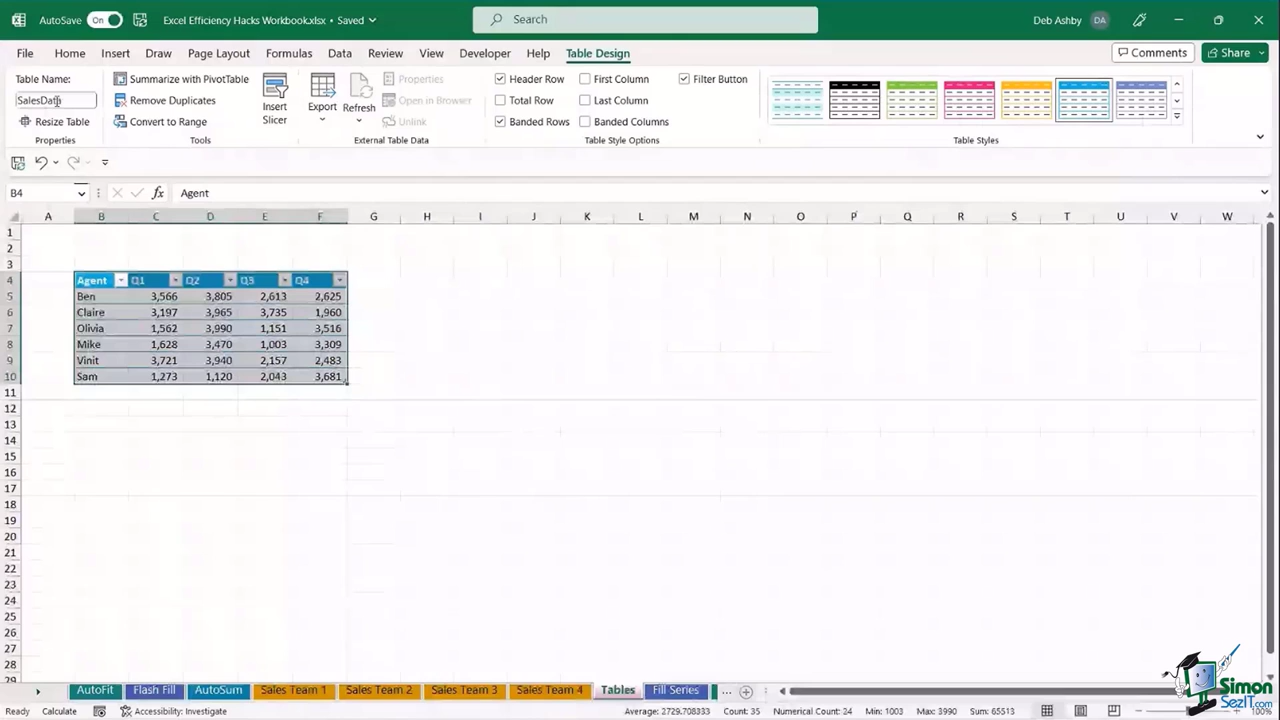 AutoSave On Excel Efficiency Hacks Workbook.xlsx • Saved Search Deb Ashby DA
File Home Insert Draw Page Layout Formulas Data Review View Developer Help Table Design Comments Share
Table Name: Summarize with PivotTable Properties Header Row First Column Filter Button
SalesData Remove Duplicates Insert Slicer Export Refresh Open in Browser Total Row Last Column
Resize Table Convert to Range Unlink Banded Rows Banded Columns
Properties Tools External Table Data Table Style Options Table Styles
B4 fx Agent
A B C D E F G H I J K L M N O P Q R S T U V W
1
2
3
4 Agent Q1 Q2 Q3 Q4
5 Ben 3,566 3,805 2,613 2,625
6 Claire 3,197 3,965 3,735 1,960
7 Olivia 1,562 3,990 1,151 3,516
8 Mike 1,628 3,470 1,003 3,309
9 Vinit 3,721 3,940 2,157 2,483
10 Sam 1,273 1,120 2,043 3,681
11
12
13
14
15
16
17
18
19
20
21
22
23
24
25
26
27
28
29
AutoFit Flash Fill AutoSum Sales Team 1 Sales Team 2 Sales Team 3 Sales Team 4 Tables Fill Series ...
Ready Calculate Accessibility: Investigate Average: 2729.708333 Count: 35 Numerical Count: 24 Min: 1003 Max: 3990 Sum: 65513 100%
Simon
SezIT.com